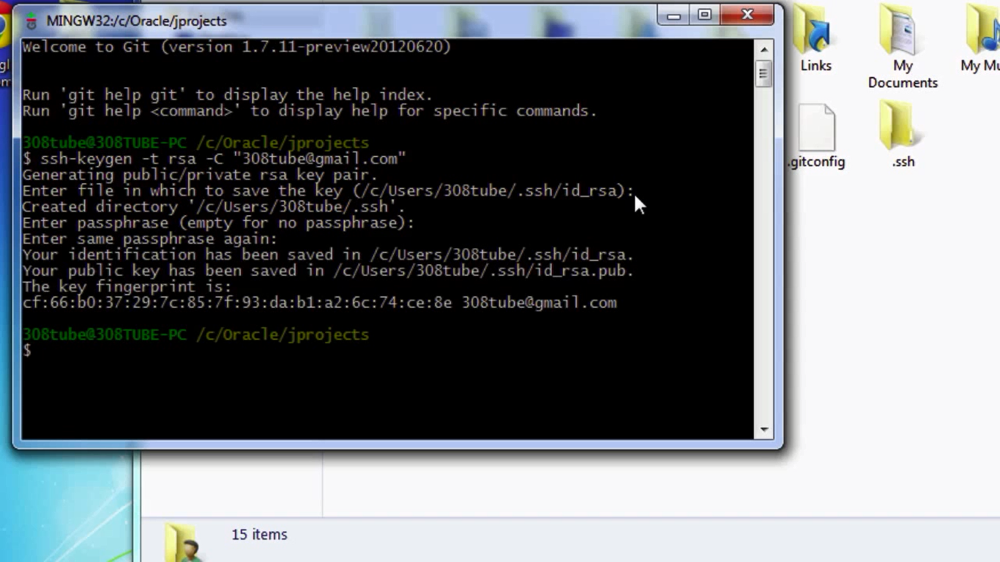 MINGW32:/c/Oracle/jprojects
Welcome to Git (version 1.7.11-preview20120620)
Run 'git help git' to display the help index.
Run 'git help <command>' to display help for specific commands.
308tube@308TUBE-PC /c/Oracle/jprojects
$ ssh-keygen -t rsa -C "308tube@gmail.com"
Generating public/private rsa key pair.
Enter file in which to save the key (/c/Users/308tube/.ssh/id_rsa):
Created directory '/c/Users/308tube/.ssh'.
Enter passphrase (empty for no passphrase):
Enter same passphrase again:
Your identification has been saved in /c/Users/308tube/.ssh/id_rsa.
Your public key has been saved in /c/Users/308tube/.ssh/id_rsa.pub.
The key fingerprint is:
cf:66:b0:37:29:7c:85:7f:93:da:b1:a2:6c:74:ce:8e 308tube@gmail.com
308tube@308TUBE-PC /c/Oracle/jprojects
$
Links
My
Documents
My Mu
.gitconfig
.ssh
15 items